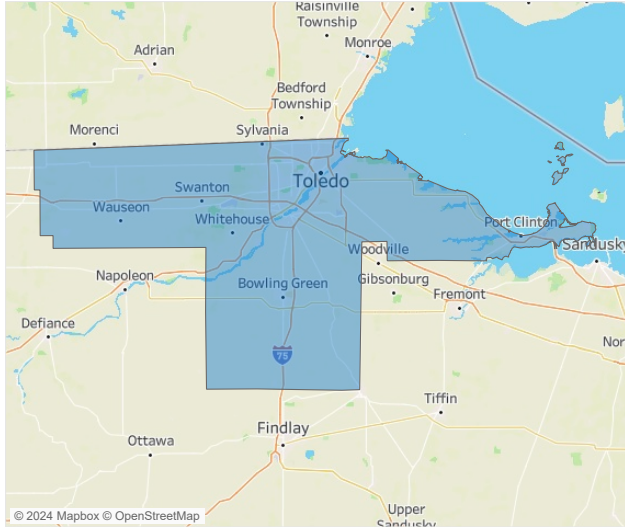 Raisinville
Township
Adrian
Monroe
Bedford
Township
Morenci
Sylvania
Toledo
Swanton
Wauseon
Whitehouse
Port Clinton
Woodville
Sandusky
Napoleon
Bowling Green
Gibsonburg
Fremont
Defiance
75
Nor
Tiffin
Findlay
Ottawa
Upper
Sandusky
© 2024 Mapbox © OpenStreetMap